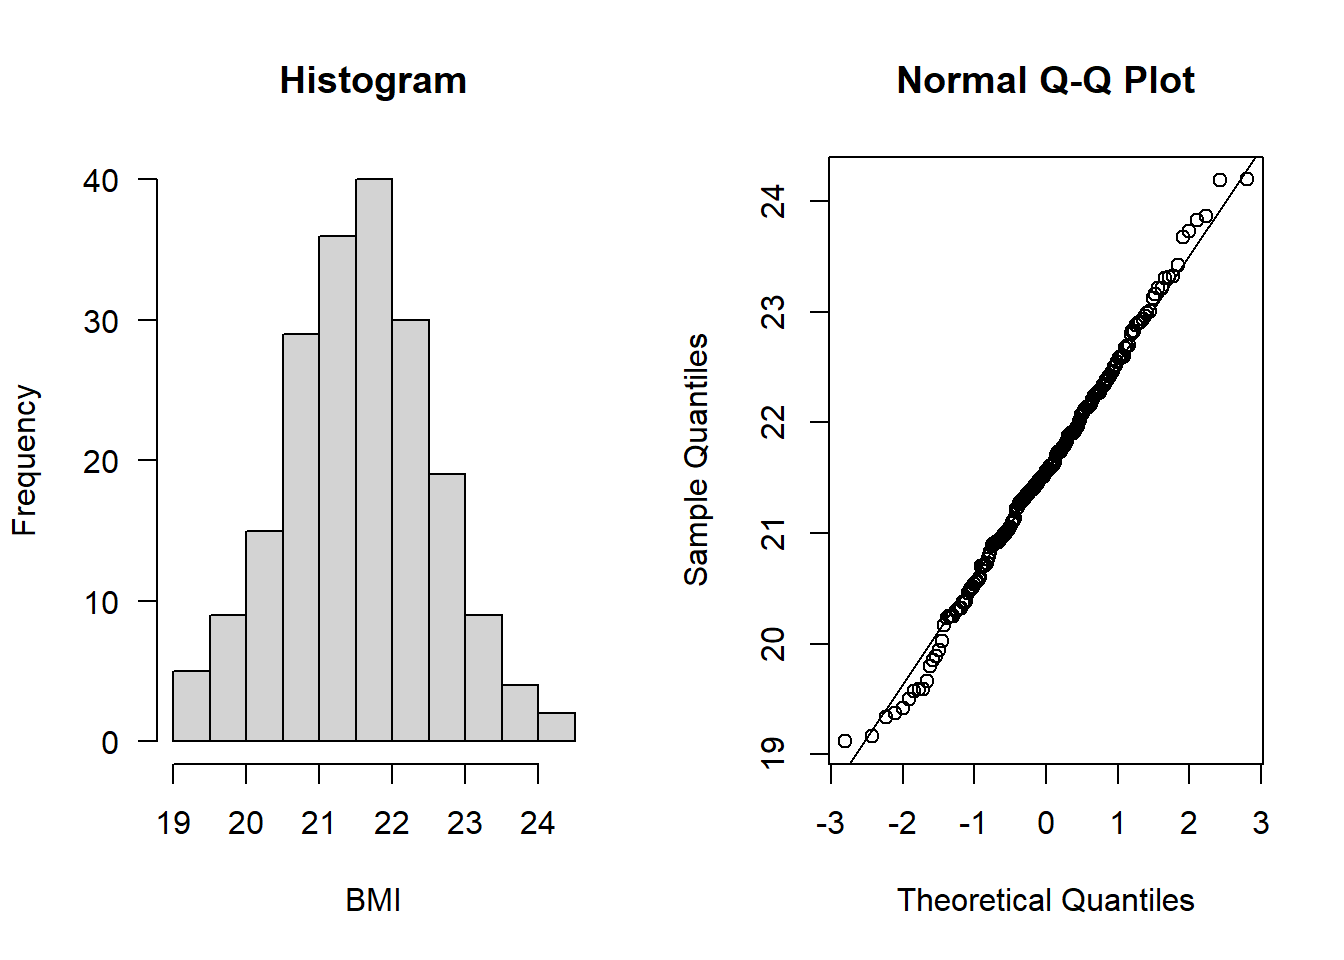 Histogram
Frequency
40
30
20
10
0
19 20 21 22 23 24
BMI
Normal Q-Q Plot
Sample Quantiles
24
23
22
21
20
19
-3 -2 -1 0 1 2 3
Theoretical Quantiles